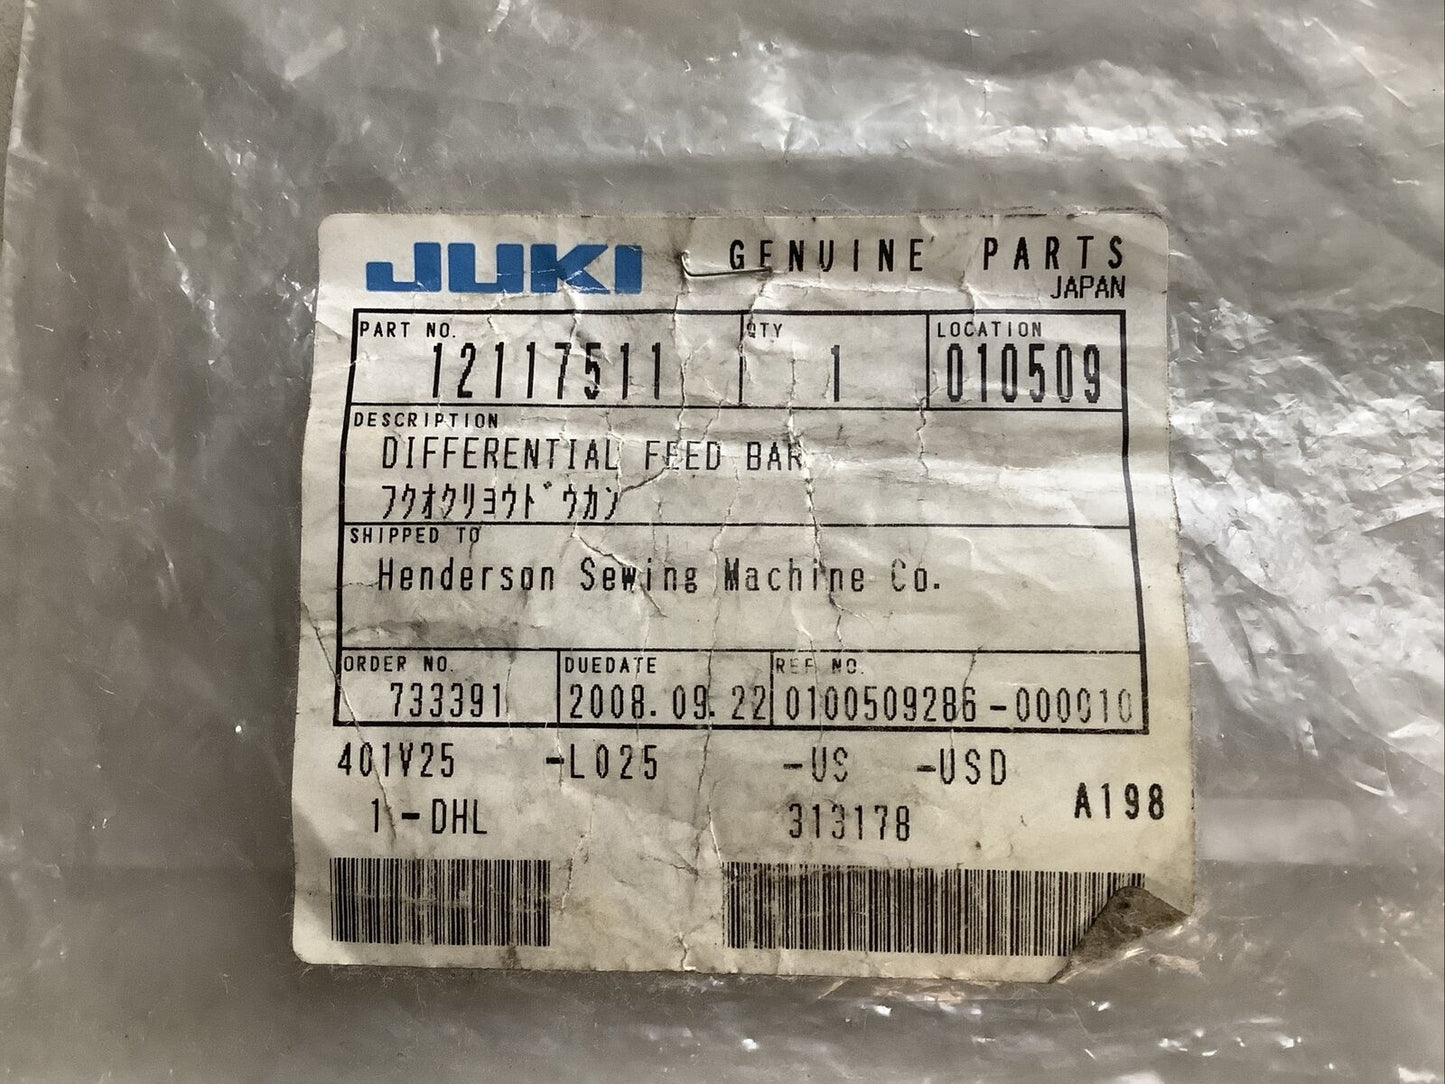 JUKI GENUINE PARTS
JAPAN
PART NO. QTY LOCATION
12117511 1 010509
DESCRIPTION
DIFFERENTIAL FEED BAR
フクオクリヨウドウカン
SHIPPED TO
Henderson Sewing Machine Co.
ORDER NO. DUEDATE REF NO.
733391 2008.09.22 0100509286-000010
401V25 -L025 -US -USD
1-DHL 313178 A198